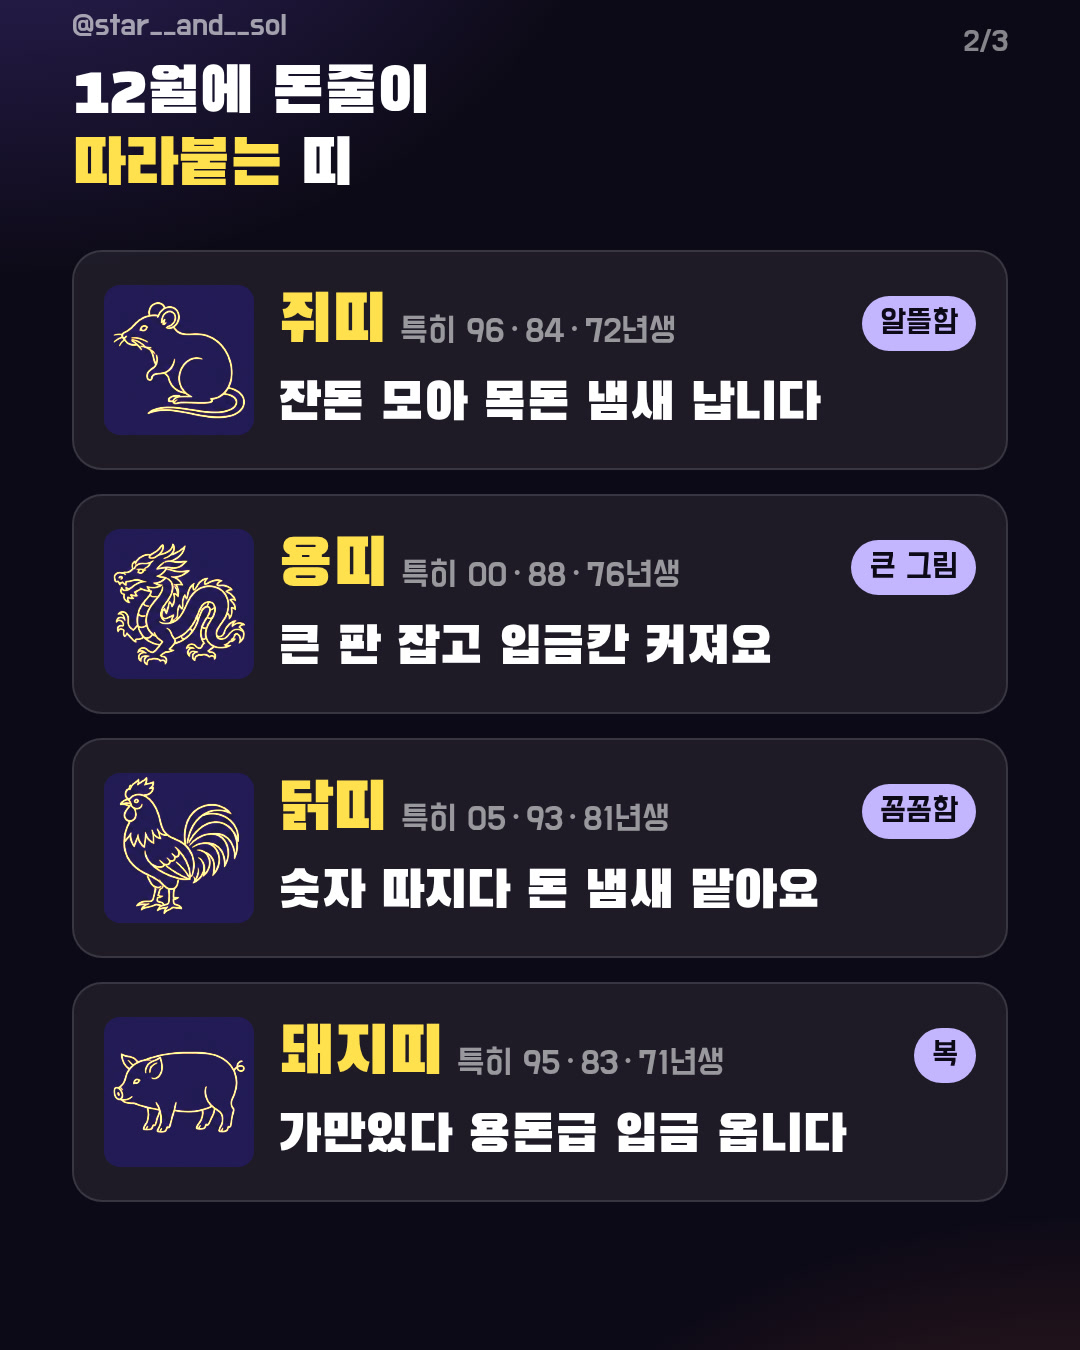 @star__and__sol
2/3
12월에 돈줄이
따라붙는 띠
쥐띠 특히 96·84·72년생
알뜰함
잔돈 모아 목돈 냄새 납니다
용띠 특히 00·88·76년생
큰 그림
큰 판 잡고 입금칸 커져요
닭띠 특히 05·93·81년생
꼼꼼함
숫자 따지다 돈 냄새 맡아요
돼지띠 특히 95·83·71년생
복
가만있다 용돈급 입금 옵니다